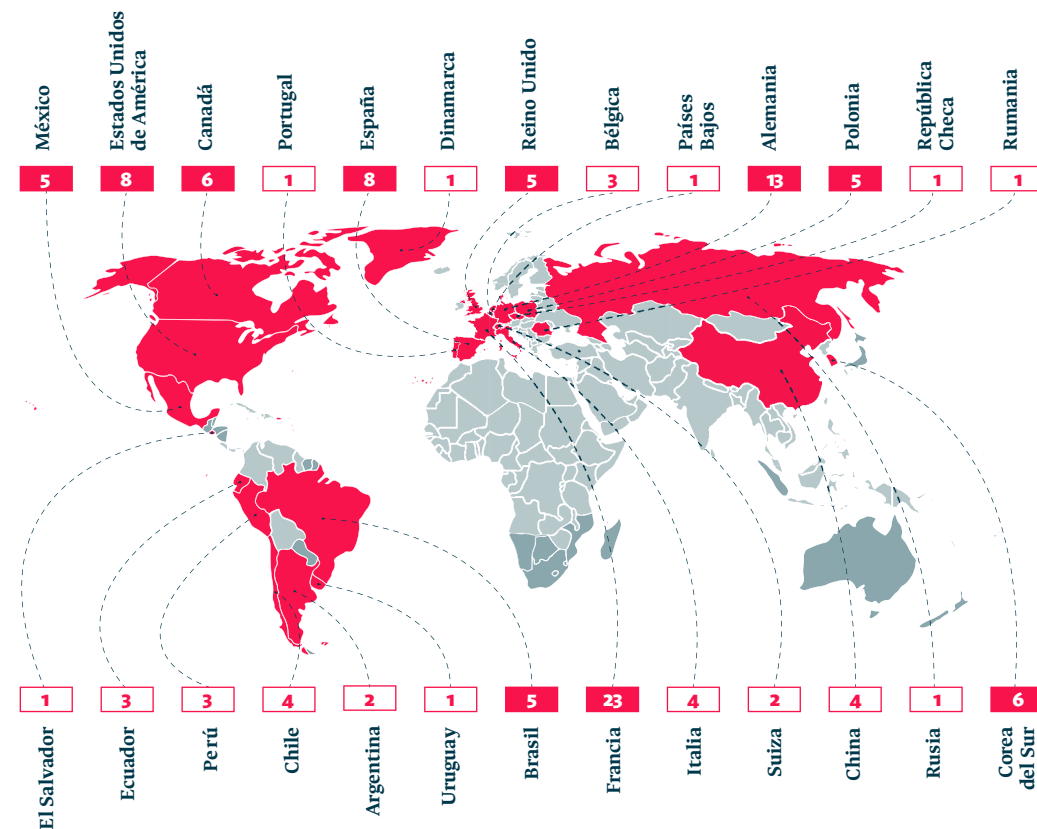 México
Estados Unidos
de América
Canadá
Portugal
España
Dinamarca
Reino Unido
Bélgica
Países
Bajos
Alemania
Polonia
República
Checa
Rumania
5
8
6
1
8
1
5
3
1
13
5
1
1
1
3
3
4
2
1
5
23
4
2
4
1
6
El Salvador
Ecuador
Perú
Chile
Argentina
Uruguay
Brasil
Francia
Italia
Suiza
China
Rusia
Corea
del Sur